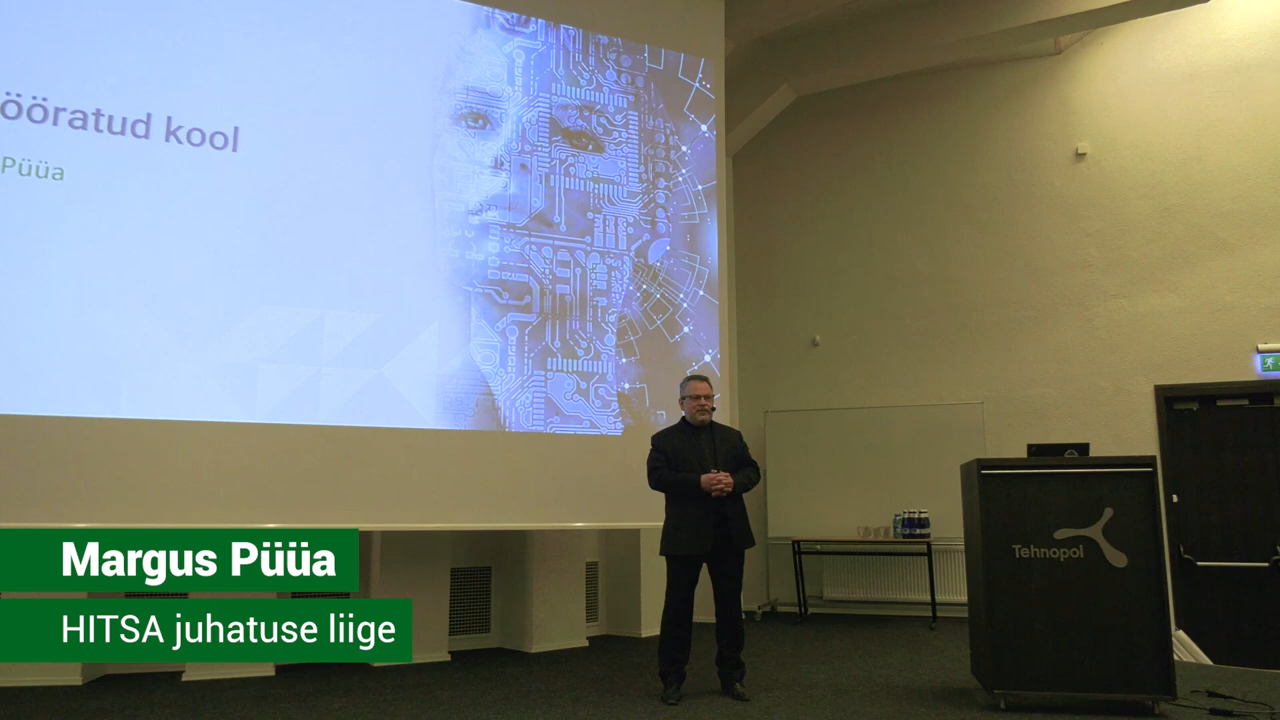 ööratud kool
Püüa
Tehnopol
Margus Püüa
HITSA juhatuse liige